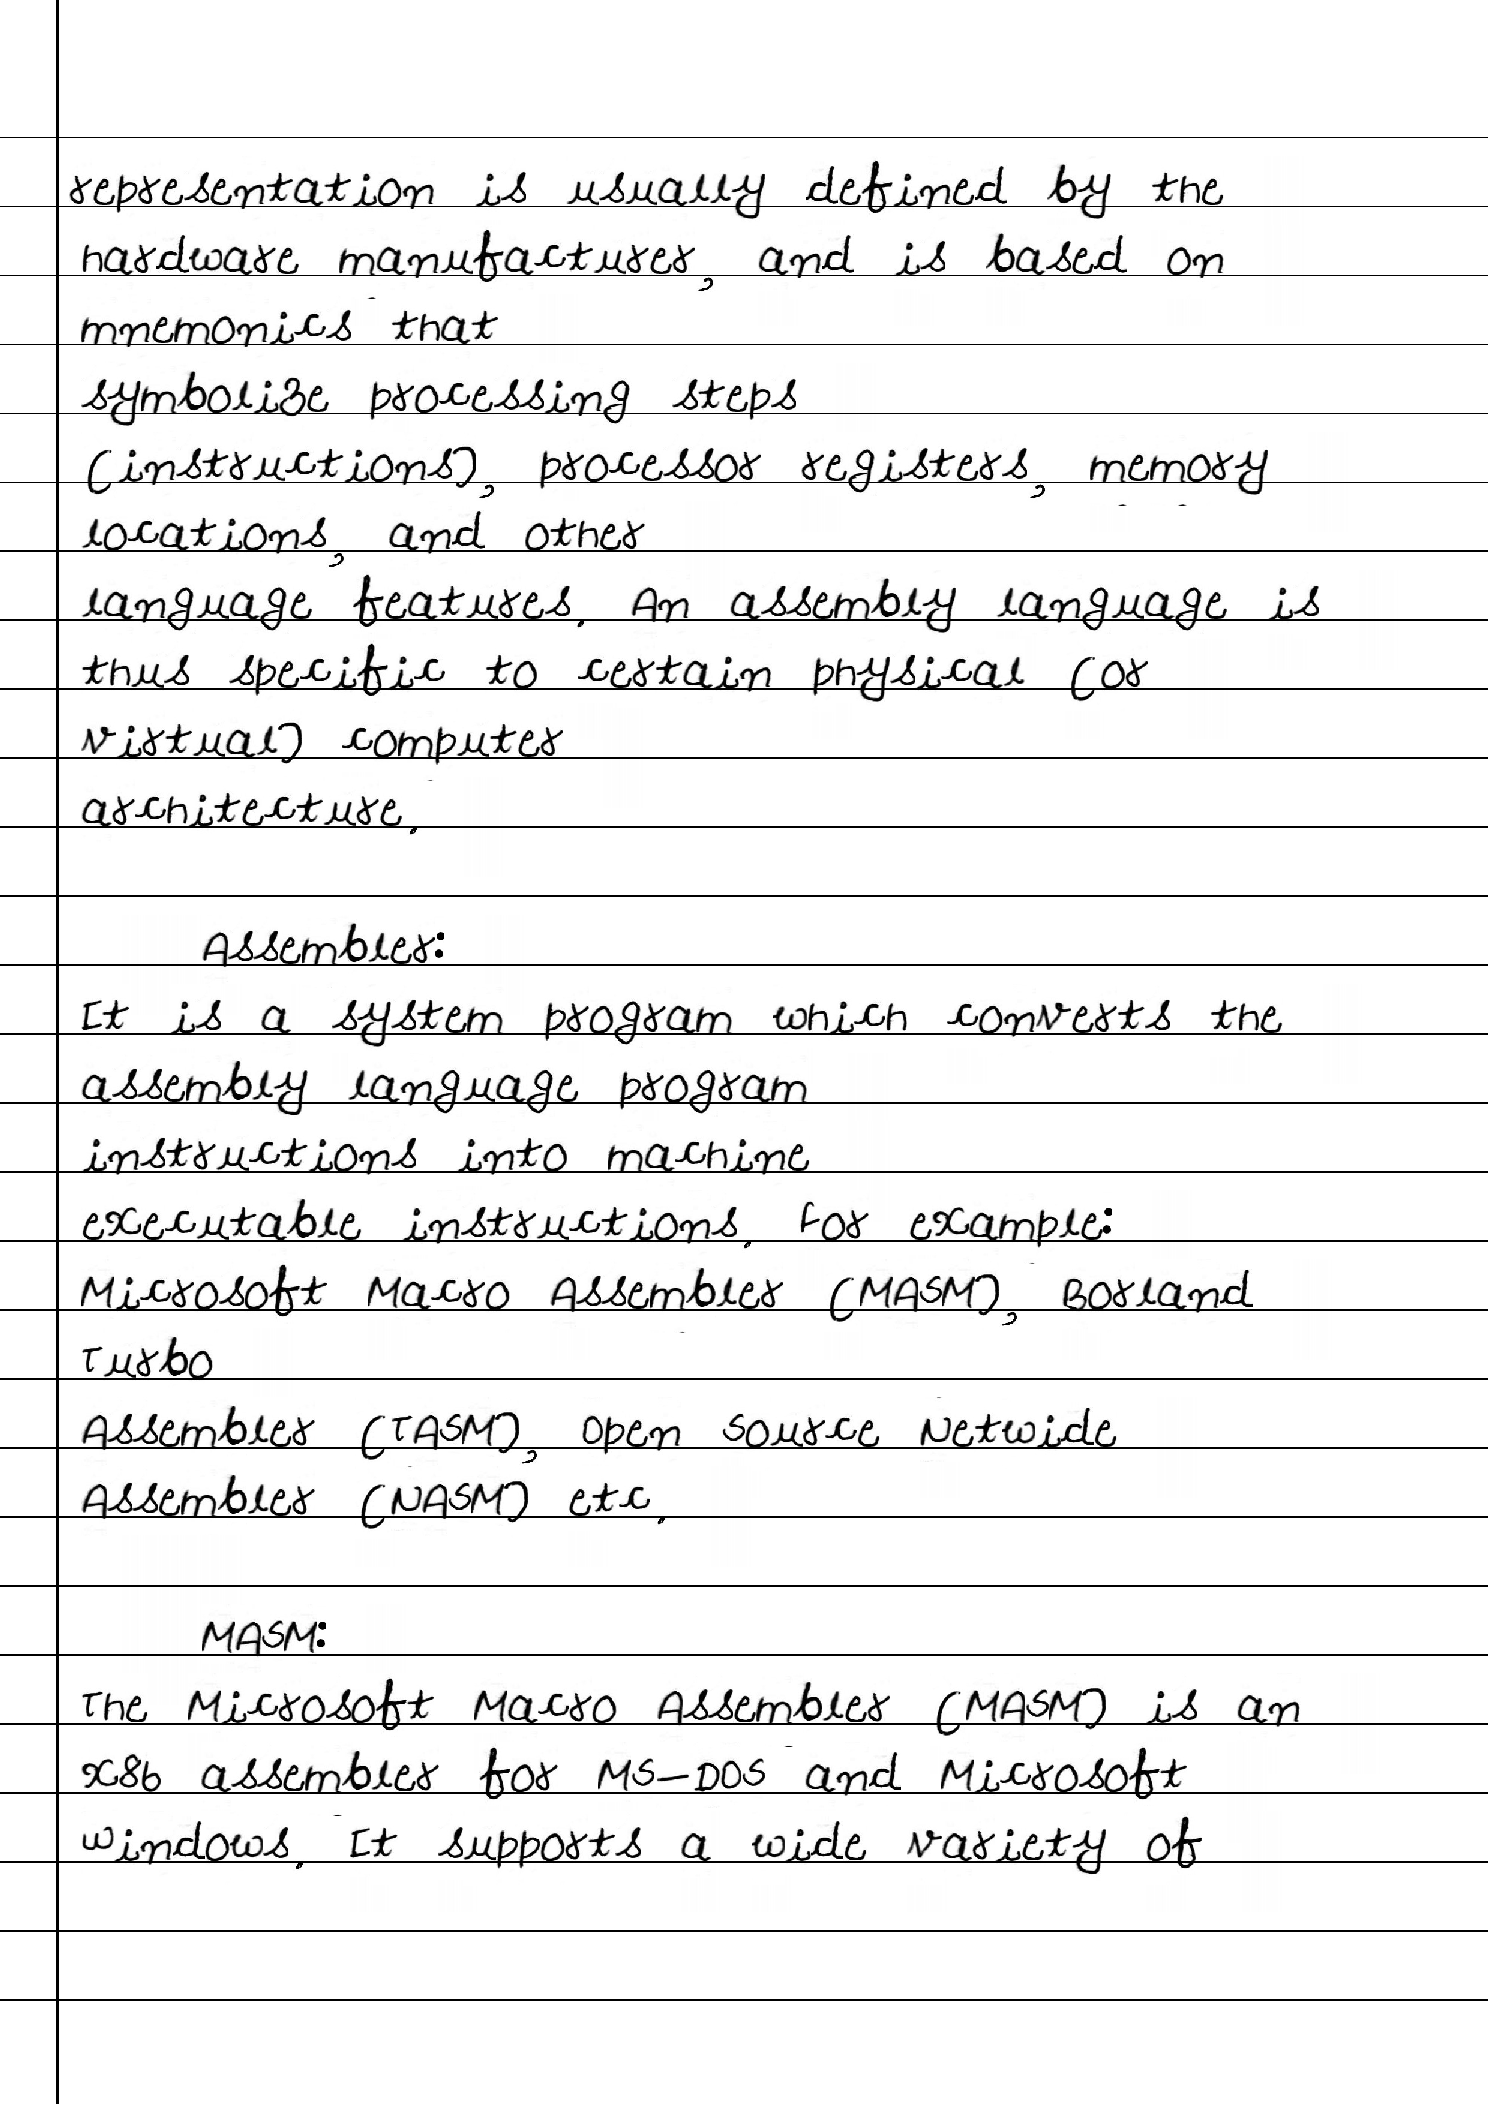 representation is usually defined by the
hardware manufacturer, and is based on
mnemonics that
symbolize processing steps
(instructions), processor registers, memory
locations, and other
language features. An assembly language is
thus specific to certain physical (or
virtual) computer
architecture.
Assembler:
It is a system program which converts the
assembly language program
instructions into machine
executable instructions. For example:
Microsoft Macro Assembler (MASM), Borland
Turbo
Assembler (TASM), Open Source Netwide
Assembler (NASM) etc.
MASM:
The Microsoft Macro Assembler (MASM) is an
x86 assembler for MS-DOS and Microsoft
Windows. It supports a wide variety of